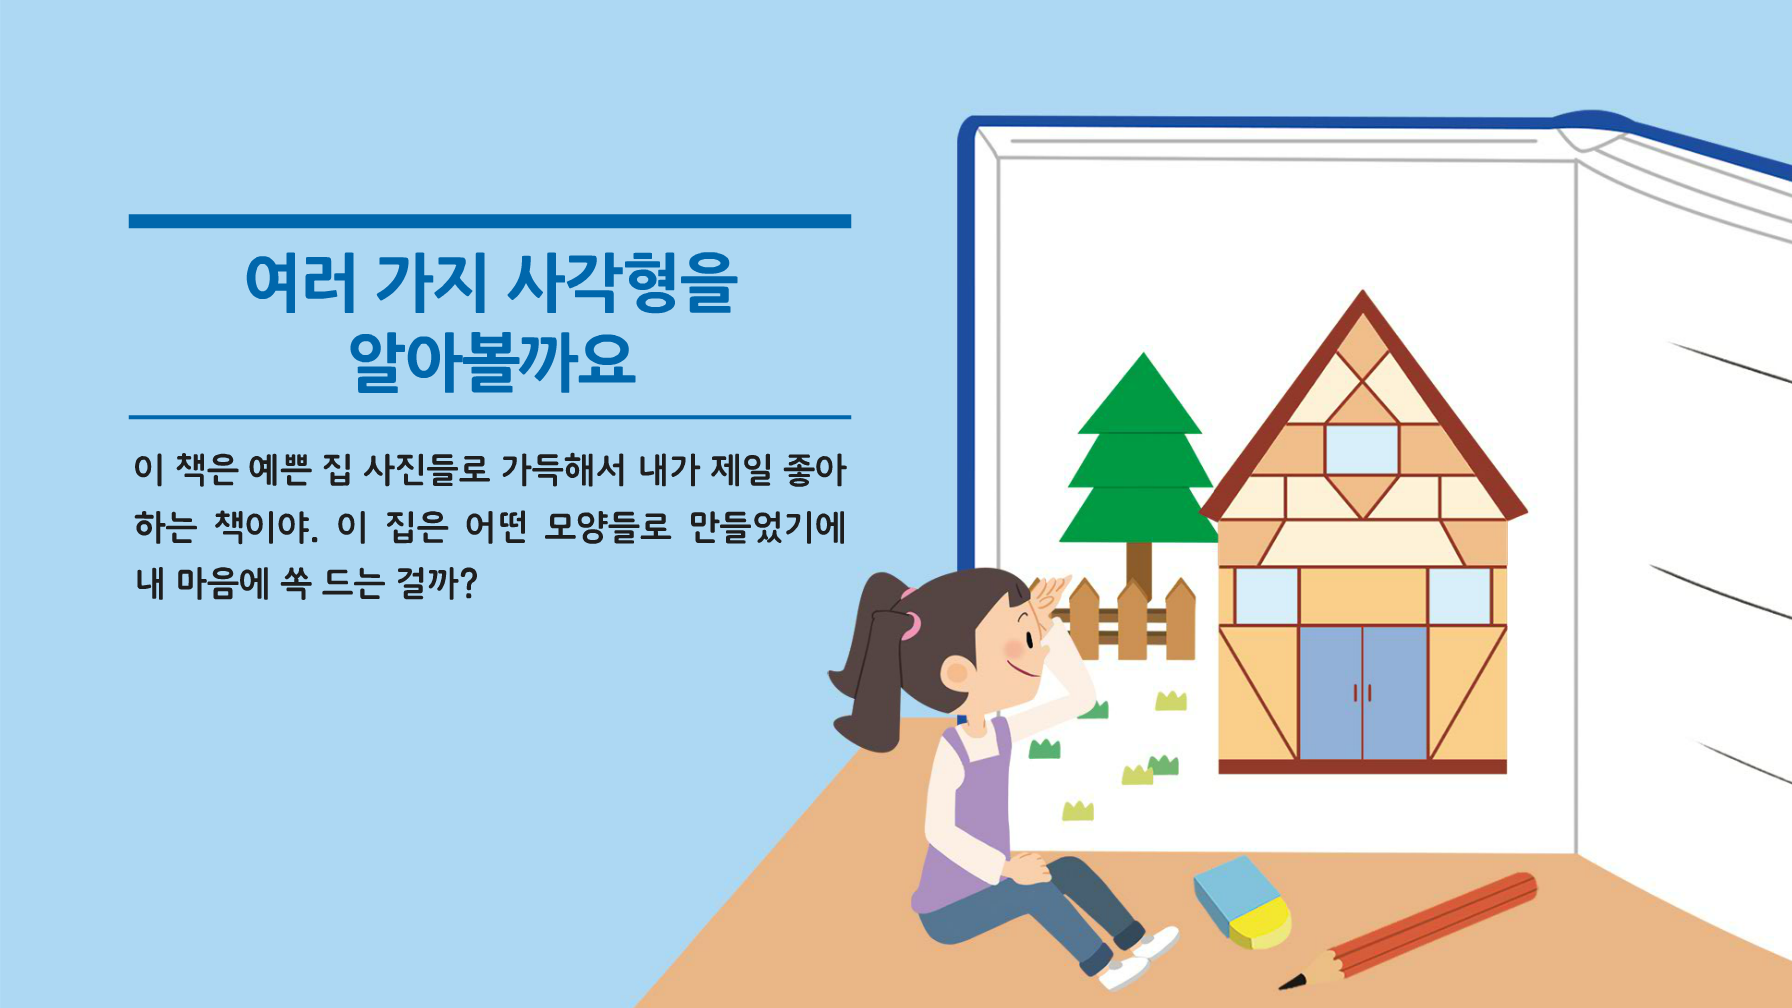 여러 가지 사각형을
알아볼까요
이 책은 예쁜 집 사진들로 가득해서 내가 제일 좋아
하는 책이야. 이 집은 어떤 모양들로 만들었기에
내 마음에 쏙 드는 걸까?